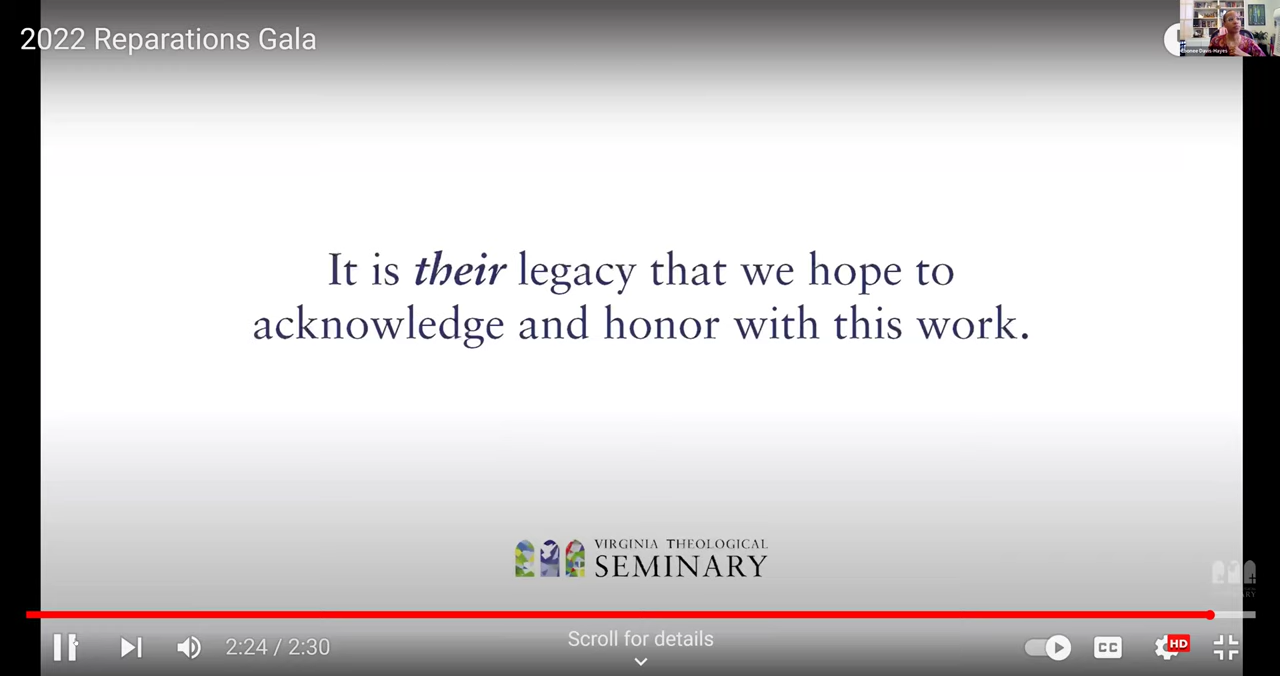 2022 Reparations Gala
It is their legacy that we hope to
acknowledge and honor with this work.
VIRGINIA THEOLOGICAL
SEMINARY
2:24 / 2:30
Scroll for details
CC
HD